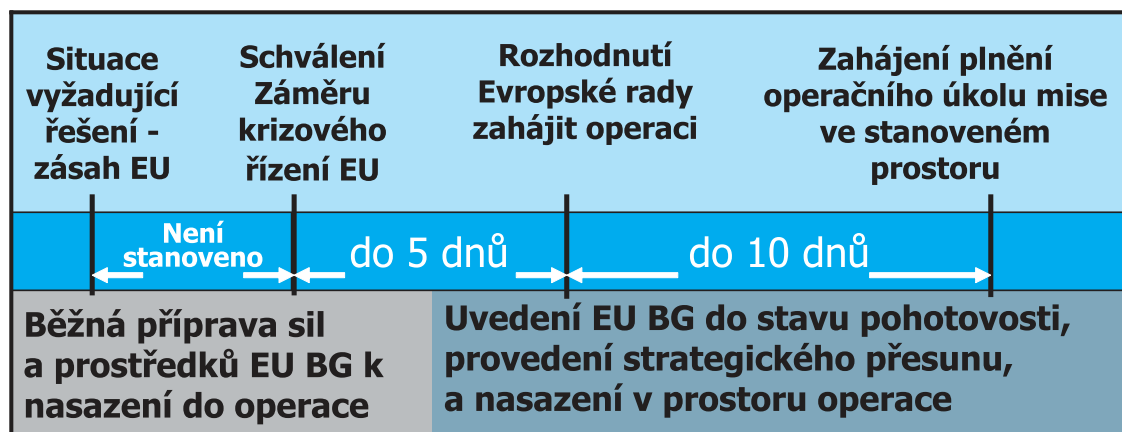 Situace
vyžadující
řešení -
zásah EU
Schválení
Záměru
krizového
řízení EU
Rozhodnutí
Evropské rady
zahájit operaci
Zahájení plnění
operačního úkolu mise
ve stanoveném
prostoru
Není
stanoveno
do 5 dnů
do 10 dnů
Běžná příprava sil
a prostředků EU BG k
nasazení do operace
Uvedení EU BG do stavu pohotovosti,
provedení strategického přesunu,
a nasazení v prostoru operace